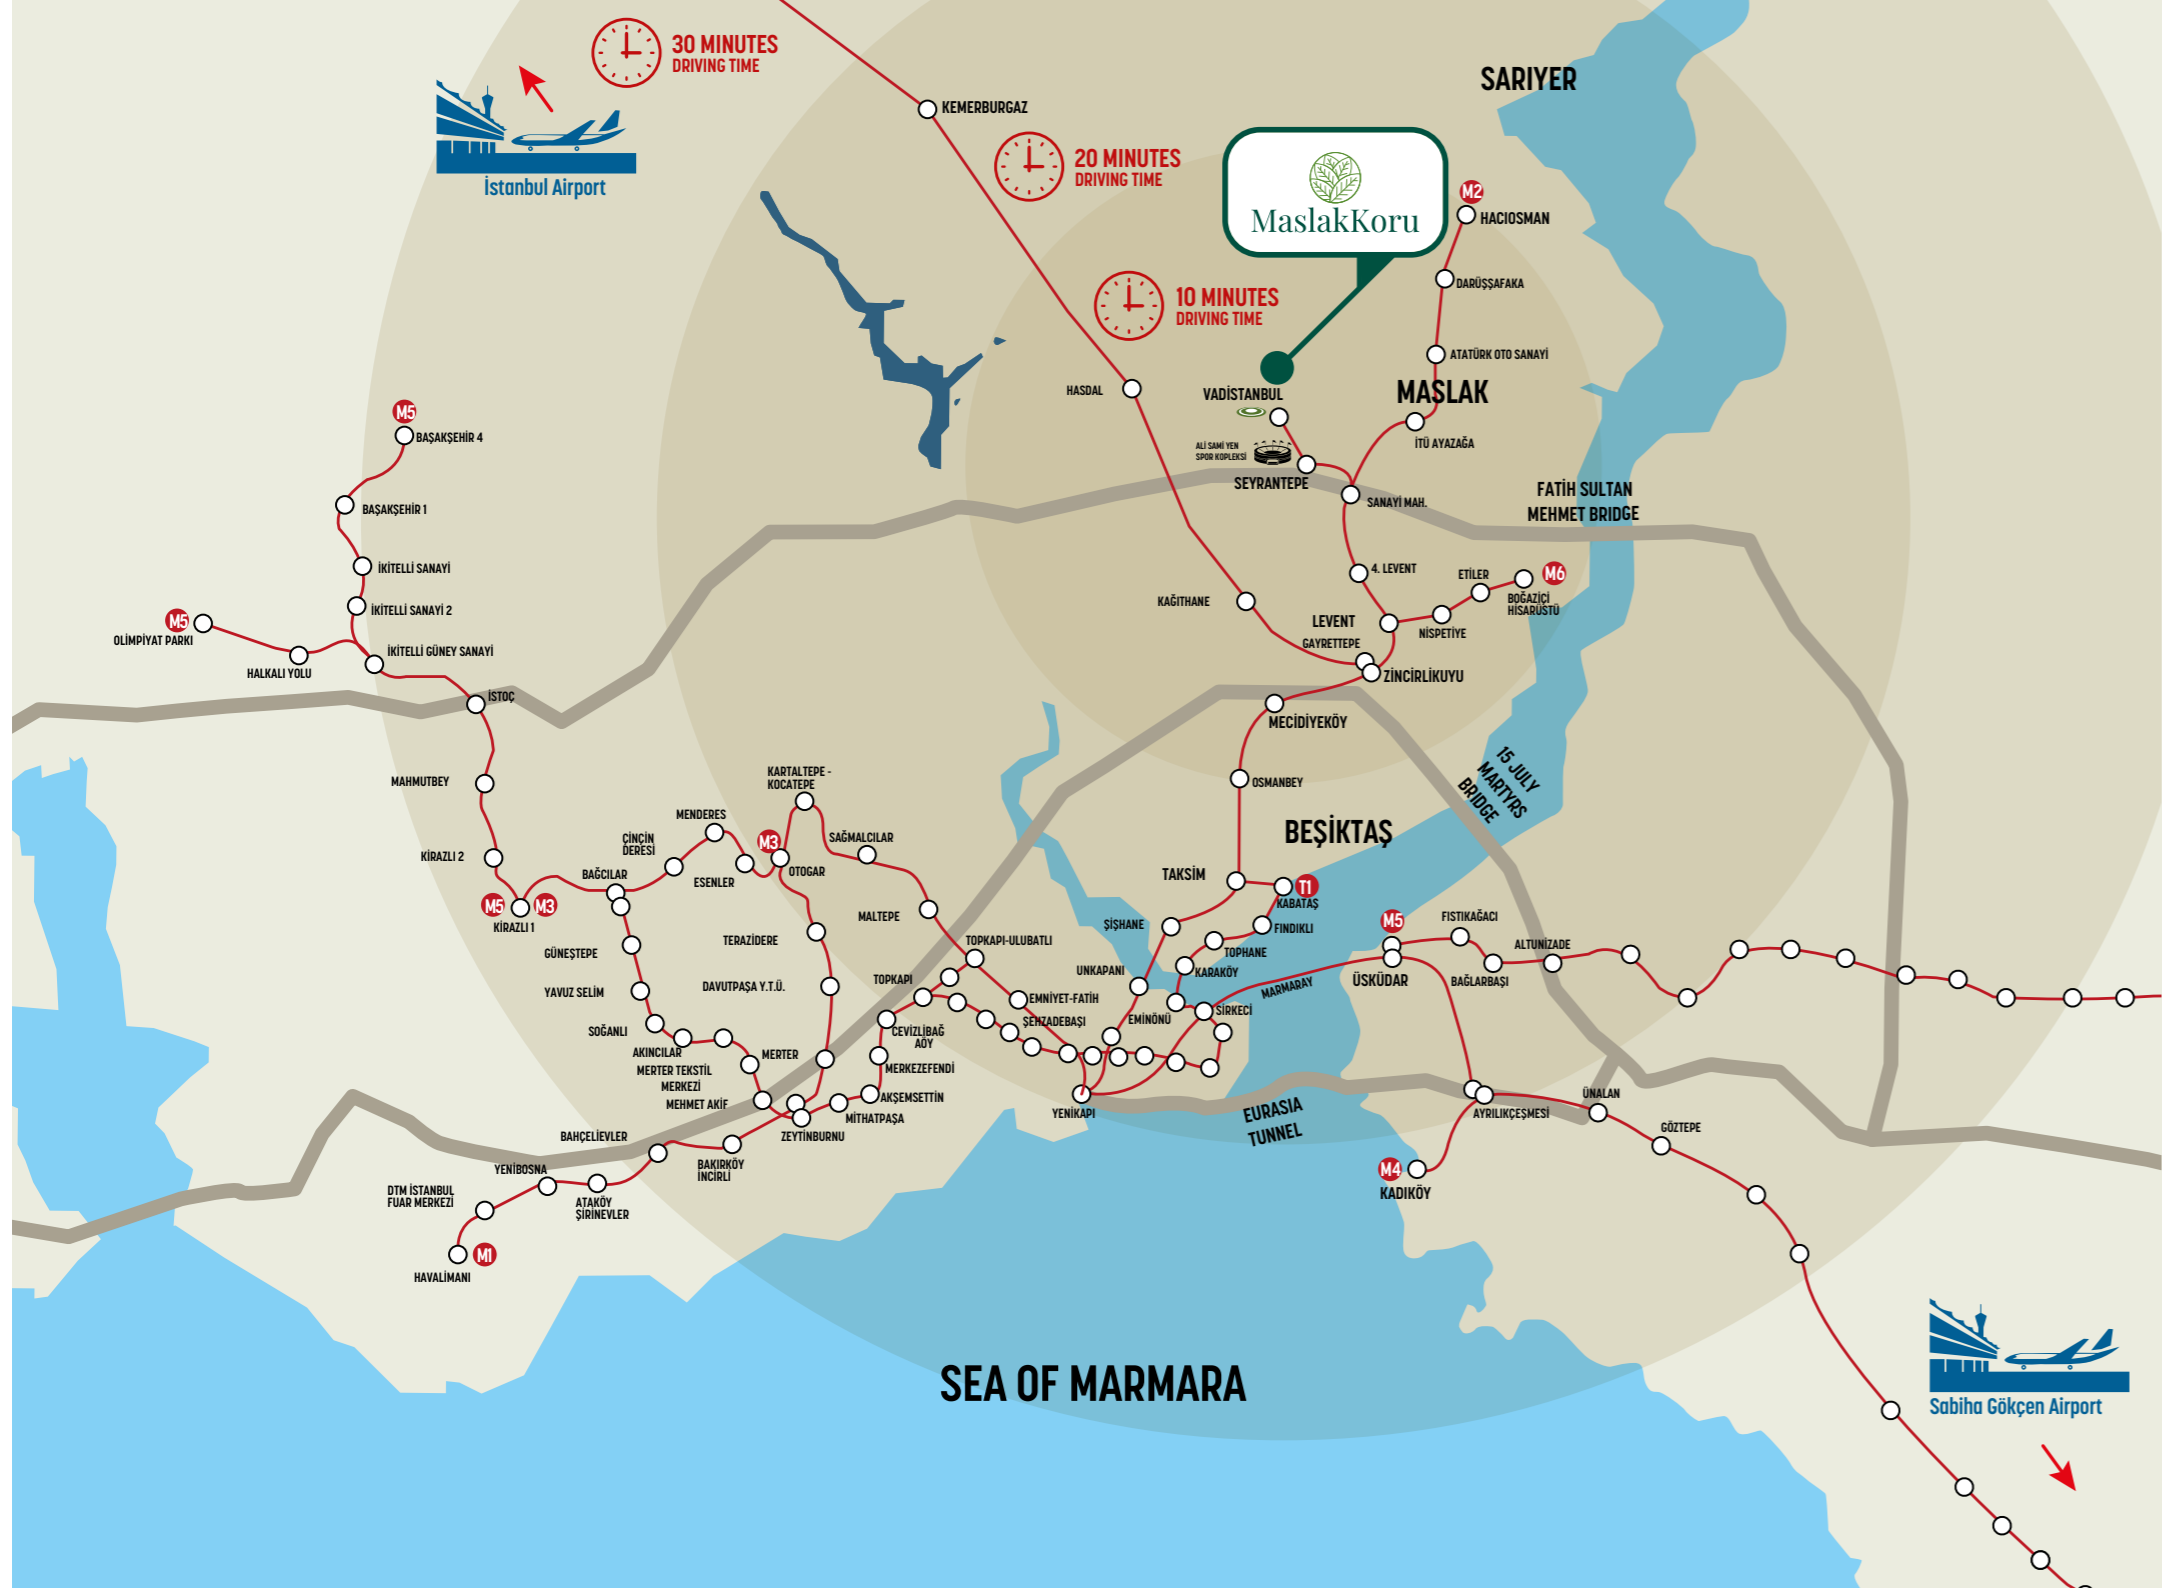 30 MINUTES
DRIVING TIME
İstanbul Airport
KEMERBURGAZ
20 MINUTES
DRIVING TIME
SARIYER
MaslakKoru
M2
HACIOSMAN
DARÜŞŞAFAKA
10 MINUTES
DRIVING TIME
ATATÜRK OTO SANAYİ
HASDAL
VADİSTANBUL
MASLAK
İTÜ AYAZAĞA
ALİ SAMİ YEN
SPOR KOPLEKSİ
SEYRANTEPE
SANAYİ MAH.
FATİH SULTAN
MEHMET BRIDGE
M5
BAŞAKŞEHİR 4
BAŞAKŞEHİR 1
İKİTELLİ SANAYİ
İKİTELLİ SANAYİ 2
M5
OLİMPİYAT PARKI
HALKALI YOLU
İKİTELLİ GÜNEY SANAYİ
İSTOÇ
4. LEVENT
ETİLER
M6
BOĞAZİÇİ
HİSARÜSTÜ
KAĞITHANE
LEVENT
NİSPETİYE
GAYRETTEPE
ZİNCİRLİKUYU
MECİDİYEKÖY
15 JULY
MARTYRS
BRIDGE
MAHMUTBEY
KARTALTEPE -
KOCATEPE
OSMANBEY
MENDERES
ÇİNÇİN
DERESİ
M3
SAĞMALCILAR
BEŞİKTAŞ
KİRAZLI 2
BAĞCILAR
ESENLER
OTOGAR
TAKSİM
T1
KABATAŞ
M5
M3
KİRAZLI 1
MALTEPE
ŞİŞHANE
FINDIKLI
M5
FISTIKAĞACI
GÜNEŞTEPE
TERAZİDERE
TOPKAPI-ULUBATLI
TOPHANE
ALTUNİZADE
TOPKAPI
UNKAPANI
KARAKÖY
ÜSKÜDAR
BAĞLARBAŞI
YAVUZ SELİM
DAVUTPAŞA Y.T.Ü.
MARMARAY
EMNİYET-FATİH
SOĞANLI
CEVİZLİBAĞ
AÖY
ŞEHZADEBAŞI
EMİNÖNÜ
SİRKECİ
AKINCILAR
MERTER
MERTER TEKSTİL
MERKEZİ
MERKEZEFENDİ
MEHMET AKİF
AKŞEMSETTİN
MİTHATPAŞA
YENİKAPI
EURASIA
TUNNEL
ÜNALAN
AYRILIKÇEŞMESİ
GÖZTEPE
BAHÇELİEVLER
ZEYTİNBURNU
BAKIRKÖY
İNCİRLİ
YENİBOSNA
DTM İSTANBUL
FUAR MERKEZİ
ATAKÖY
ŞİRİNEVLER
M4
KADIKÖY
M1
HAVALİMANI
SEA OF MARMARA
Sabiha Gökçen Airport